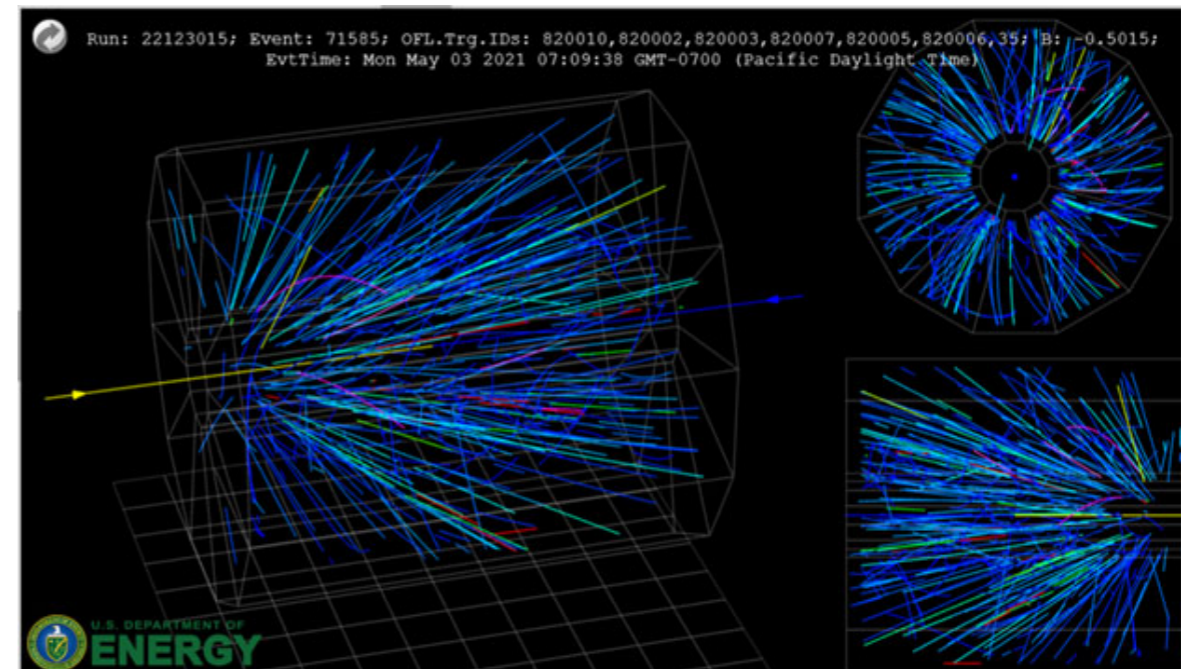 Run: 22123015; Event: 71585; OFL.Trg.IDs: 820010,820002,820003,820007,820005,820006,35; B: -0.5015;
EvtTime: Mon May 03 2021 07:09:38 GMT-0700 (Pacific Daylight Time)
U.S. DEPARTMENT OF
ENERGY